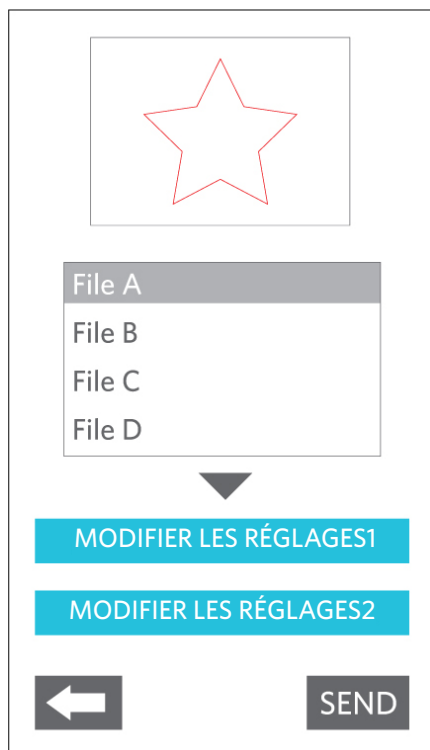 File A
File B
File C
File D
MODIFIER LES RÉGLAGES1
MODIFIER LES RÉGLAGES2
SEND